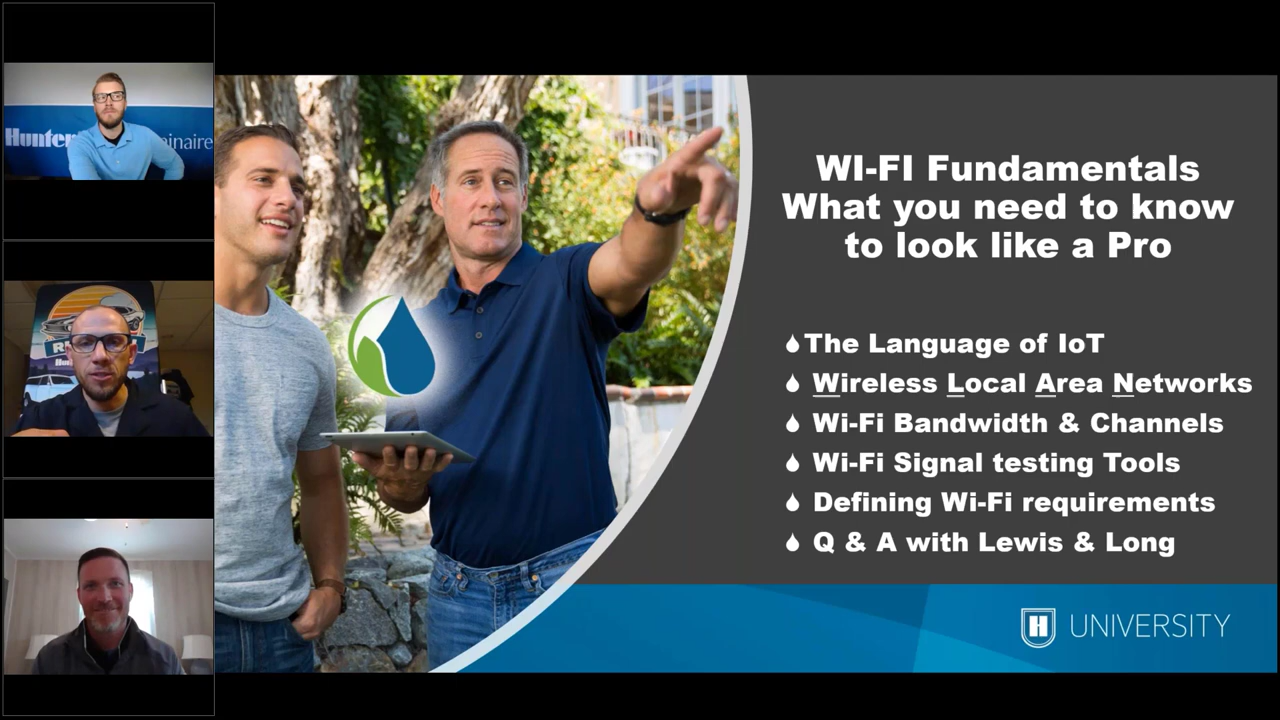 Hunter
WI-FI Fundamentals
What you need to know
to look like a Pro
The Language of IoT
Wireless Local Area Networks
Wi-Fi Bandwidth & Channels
Wi-Fi Signal testing Tools
Defining Wi-Fi requirements
Q & A with Lewis & Long
H UNIVERSITY